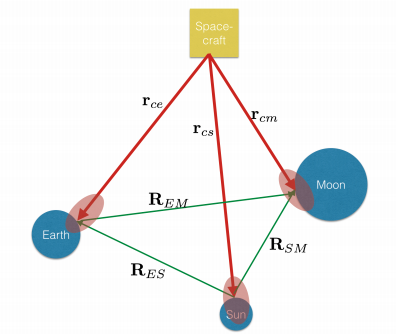 Space-
craft
r_ce
r_cs
r_cm
R_EM
Moon
Earth
R_SM
R_ES
Sun